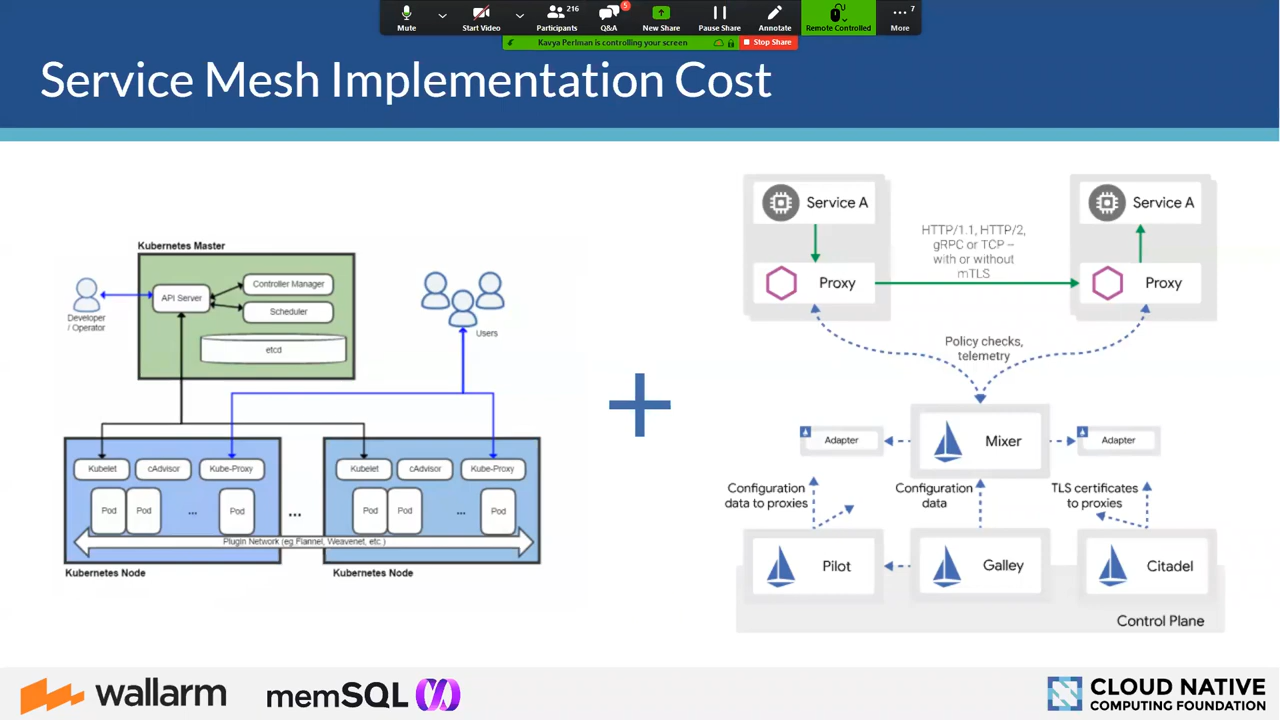 Mute
Start Video
216
Participants
5
Q&A
New Share
Pause Share
Annotate
Remote Controlled
7
More
Kavya Perlman is controlling your screen
Stop Share
Service Mesh Implementation Cost
Kubernetes Master
API Server
Controller Manager
Scheduler
etcd
Developer
/ Operator
Users
Kubelet
cAdvisor
Kube-Proxy
Pod
Pod
...
Pod
Kubernetes Node
...
Kubelet
cAdvisor
Kube-Proxy
Pod
Pod
...
Pod
Plugin Network (eg Flannel, Weavenet, etc )
Kubernetes Node
+
Service A
Proxy
HTTP/1.1, HTTP/2,
gRPC or TCP –
with or without
mTLS
Service A
Proxy
Policy checks,
telemetry
Adapter
Mixer
Adapter
Configuration
data to proxies
Configuration
data
TLS certificates
to proxies
Pilot
Galley
Citadel
Control Plane
wallarm
memSQL
CLOUD NATIVE
COMPUTING FOUNDATION